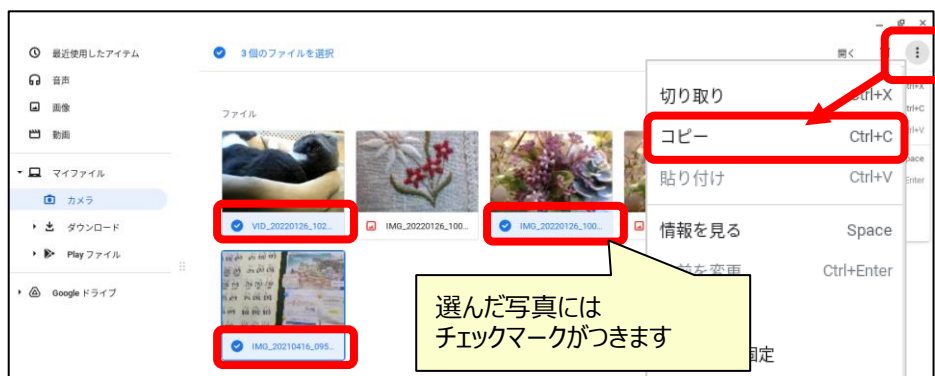 最近使用したアイテム
音声
画像
動画
マイファイル
カメラ
ダウンロード
Play ファイル
Google ドライブ
3 個のファイルを選択
開く
ファイル
VID_20220126_102...
IMG_20220126_100...
IMG_20220126_100...
IMG_20210416_095...
切り取り Ctrl+X
コピー Ctrl+C
貼り付け Ctrl+V
情報を見る Space
名前を変更 Ctrl+Enter
選んだ写真には
チェックマークがつきます